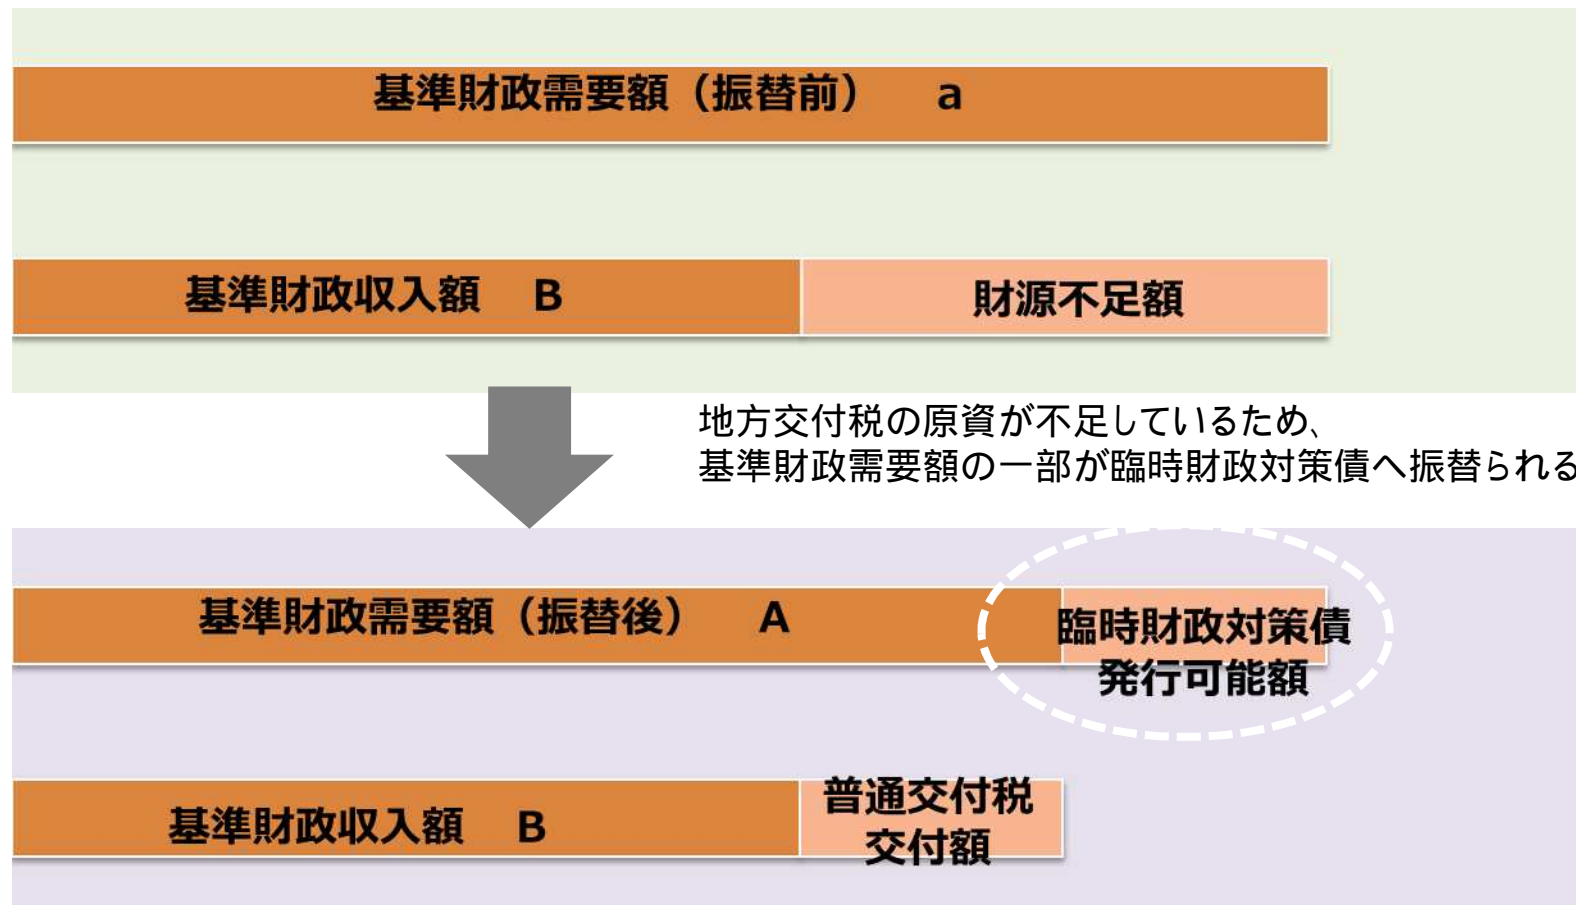 基準財政需要額（振替前）　a
基準財政収入額　B
財源不足額
地方交付税の原資が不足しているため、
基準財政需要額の一部が臨時財政対策債へ振替られる
基準財政需要額（振替後）　A
臨時財政対策債
発行可能額
基準財政収入額　B
普通交付税
交付額